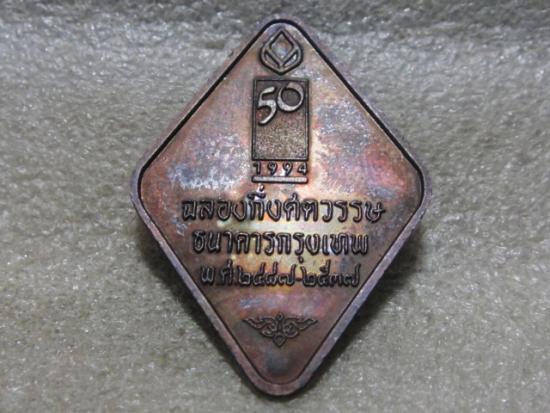 50
1994
ฉลองกึ่งศตวรรษ
ธนาคารกรุงเทพ
พ.ศ.๒๔๘๗-๒๕๓๗